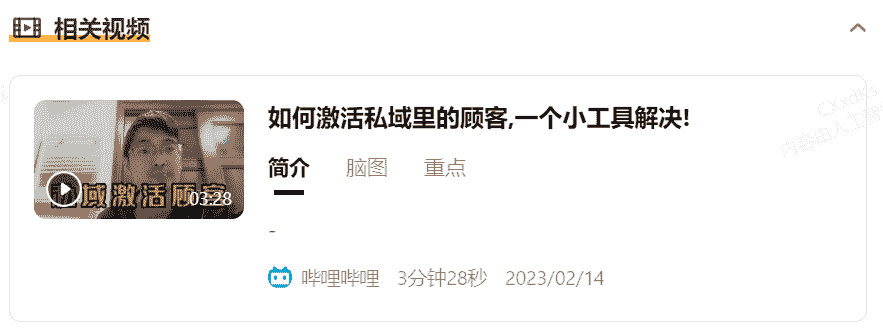 相关视频
如何激活私域里的顾客,一个小工具解决!
简介 脑图 重点
私域激活顾客
03:28
-
哔哩哔哩 3分钟28秒 2023/02/14